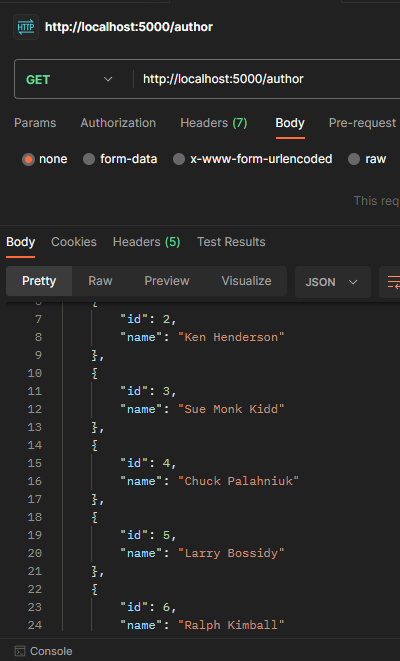 HTTP http://localhost:5000/author
GET http://localhost:5000/author
Params Authorization Headers (7) Body Pre-request
none form-data x-www-form-urlencoded raw
This req
Body Cookies Headers (5) Test Results
Pretty Raw Preview Visualize JSON
6 {
7 "id": 2,
8 "name": "Ken Henderson"
9 },
10 {
11 "id": 3,
12 "name": "Sue Monk Kidd"
13 },
14 {
15 "id": 4,
16 "name": "Chuck Palahniuk"
17 },
18 {
19 "id": 5,
20 "name": "Larry Bossidy"
21 },
22 {
23 "id": 6,
24 "name": "Ralph Kimball"
Console